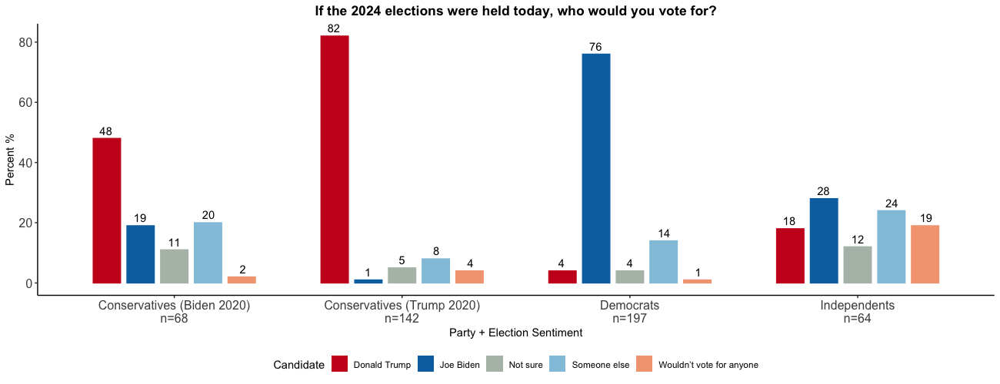 If the 2024 elections were held today, who would you vote for?
Percent %
80
60
40
20
0
48
19
11
20
2
82
1
5
8
4
4
76
4
14
1
18
28
12
24
19
Conservatives (Biden 2020)
n=68
Conservatives (Trump 2020)
n=142
Democrats
n=197
Independents
n=64
Party + Election Sentiment
Candidate Donald Trump Joe Biden Not sure Someone else Wouldn't vote for anyone